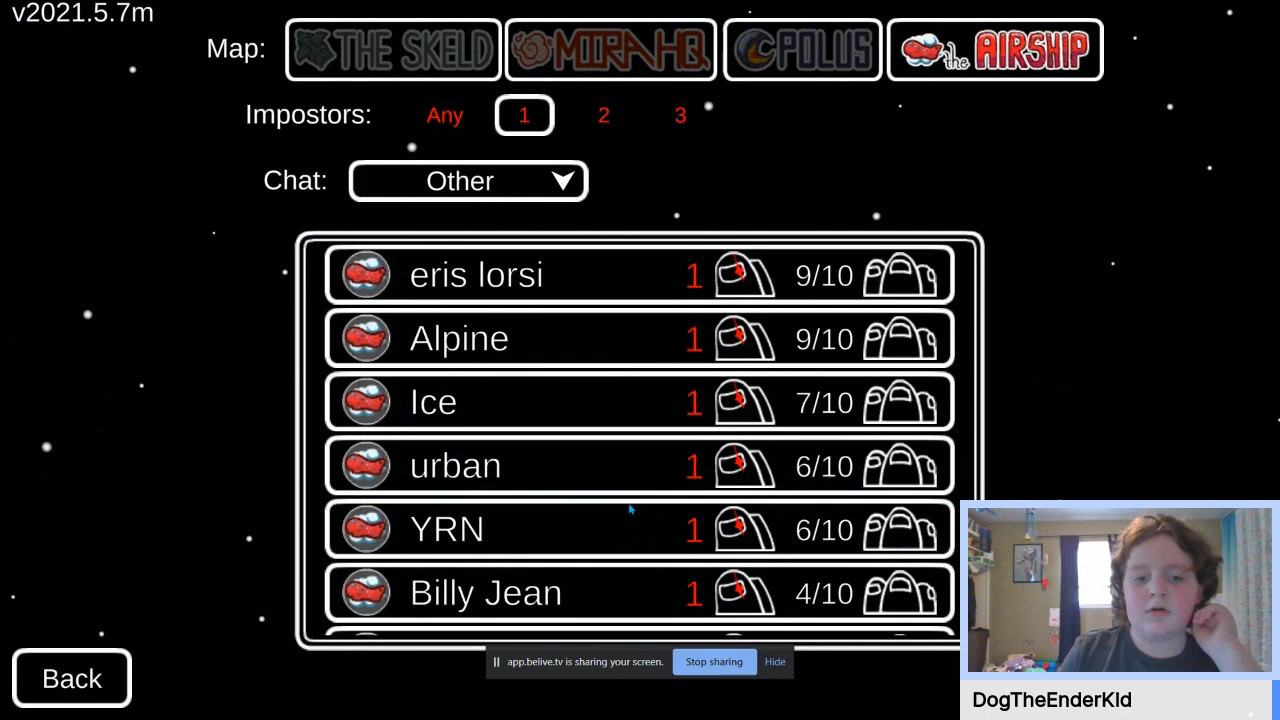 v2021.5.7m
Map: THE SKELD MIRA HQ POLUS the AIRSHIP
Impostors: Any 1 2 3
Chat: Other
eris lorsi 1 9/10
Alpine 1 9/10
Ice 1 7/10
urban 1 6/10
YRN 1 6/10
Billy Jean 1 4/10
app.belive.tv is sharing your screen. Stop sharing Hide
Back
DogTheEnderKid